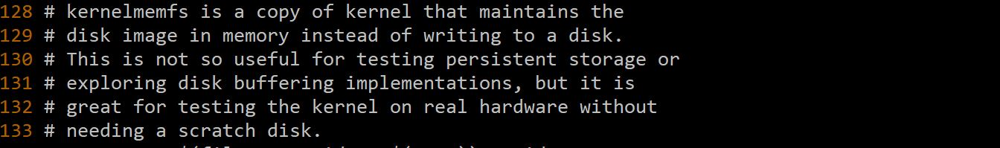 128 # kernelmemfs is a copy of kernel that maintains the
129 # disk image in memory instead of writing to a disk.
130 # This is not so useful for testing persistent storage or
131 # exploring disk buffering implementations, but it is
132 # great for testing the kernel on real hardware without
133 # needing a scratch disk.